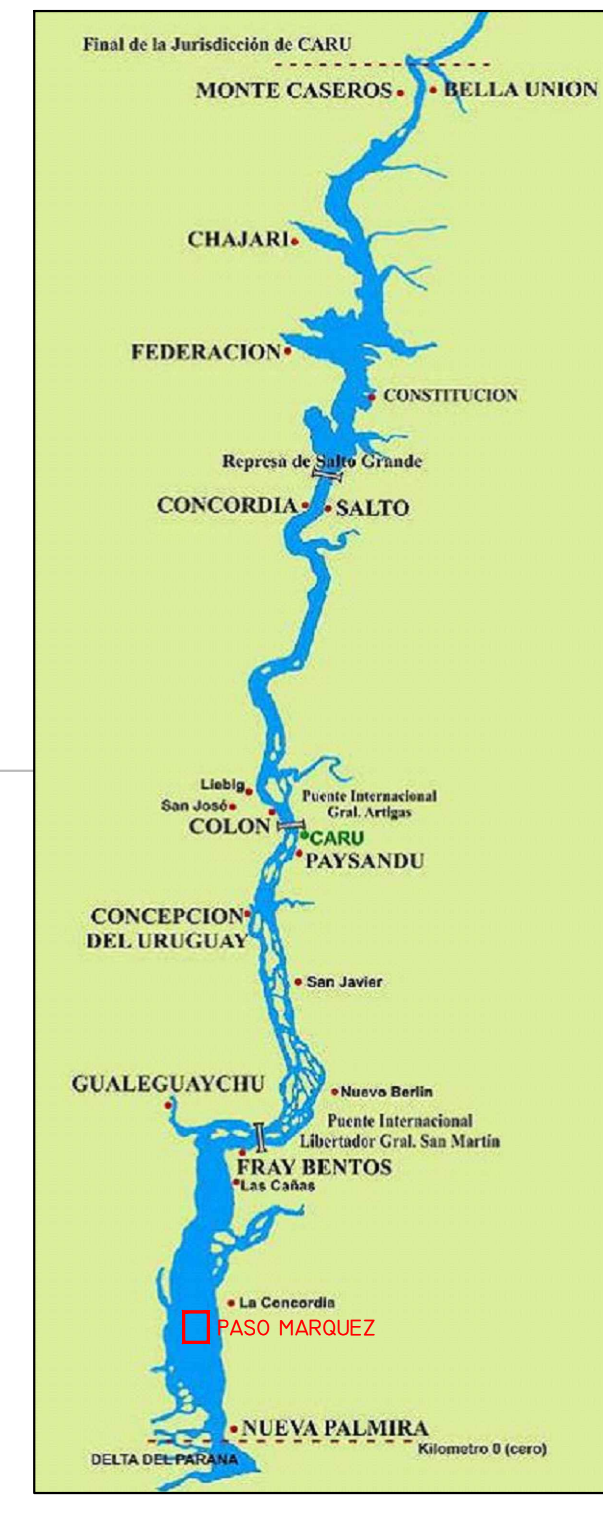 Final de la Jurisdicción de CARU
MONTE CASEROS
BELLA UNION
CHAJARI
FEDERACION
CONSTITUCION
Represa de Salto Grande
CONCORDIA
SALTO
Liebig
Puente Internacional
Gral. Artigas
San José
COLON
CARU
PAYSANDU
CONCEPCION
DEL URUGUAY
San Javier
GUALEGUAYCHU
Nuevo Berlin
Puente Internacional
Libertador Gral. San Martín
FRAY BENTOS
Las Cañas
La Concordia
PASO MARQUEZ
NUEVA PALMIRA
Kilometro 0 (cero)
DELTA DEL PARANA